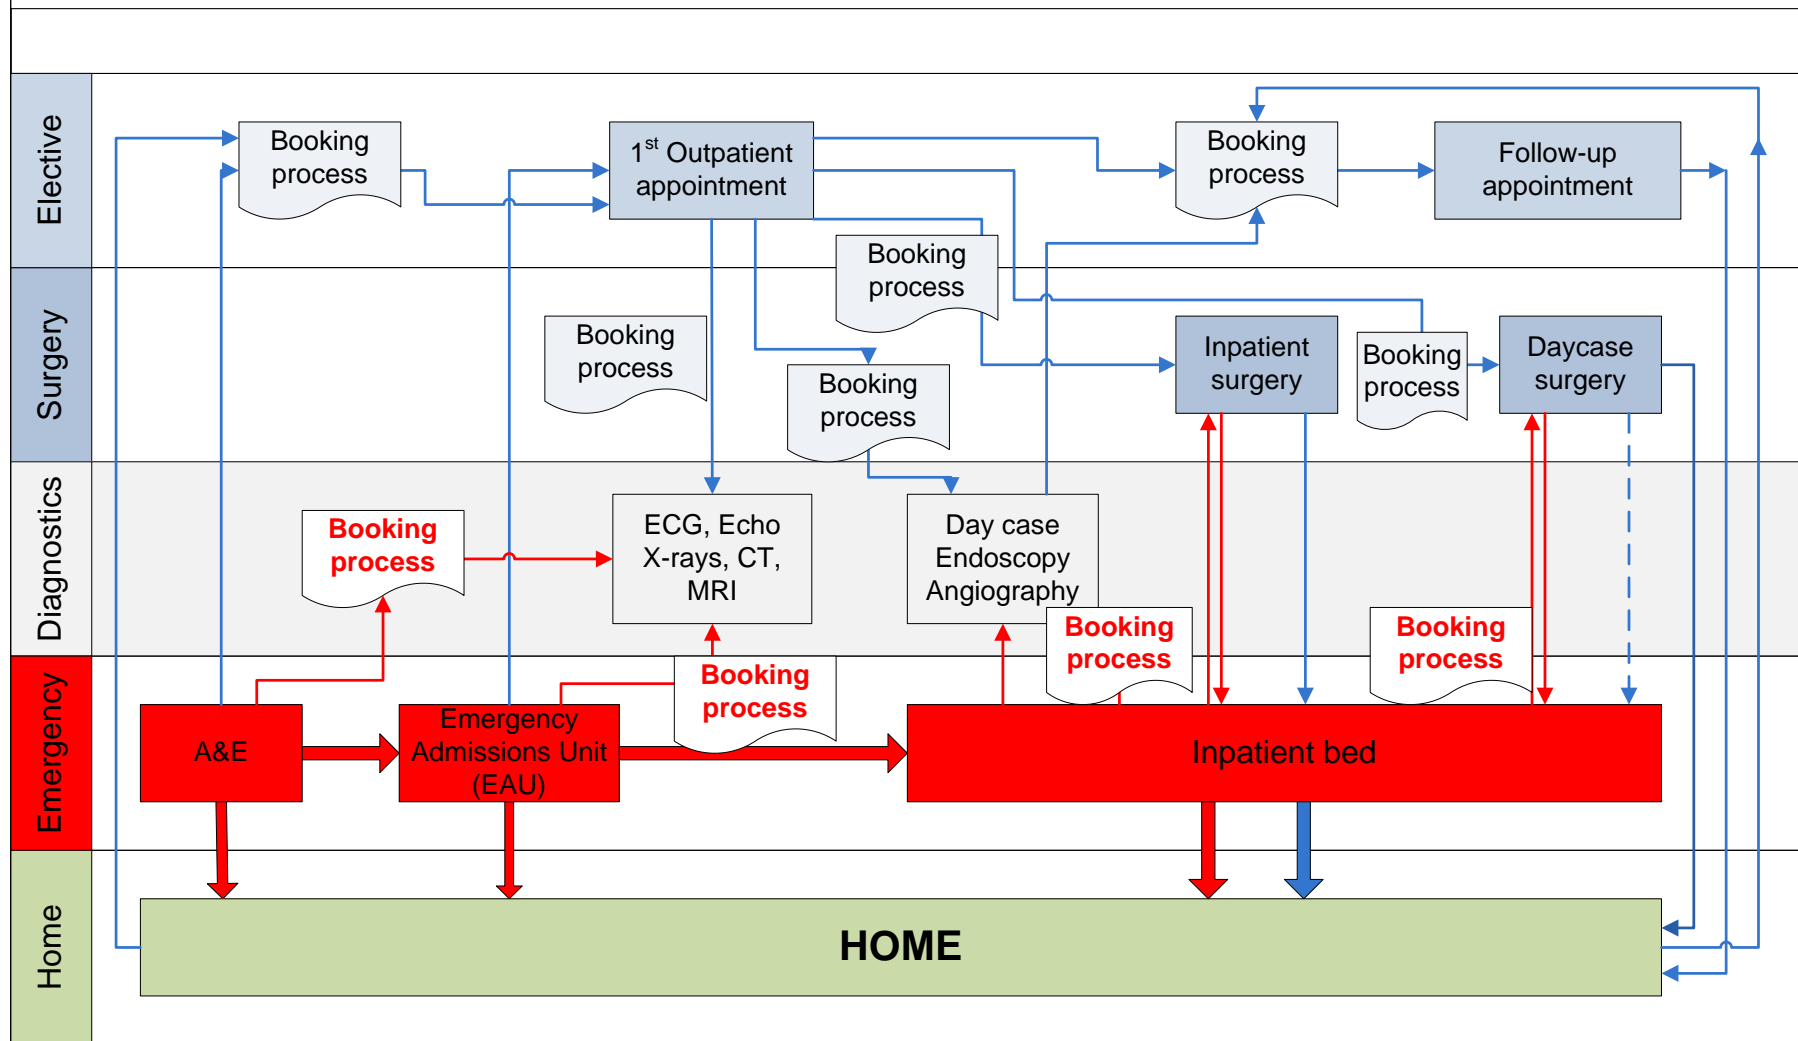 Elective
Booking
process
1st Outpatient
appointment
Booking
process
Follow-up
appointment
Booking
process
Surgery
Booking
process
Booking
process
Inpatient
surgery
Booking
process
Daycase
surgery
Diagnostics
Booking
process
ECG, Echo
X-rays, CT,
MRI
Day case
Endoscopy
Angiography
Booking
process
Booking
process
Booking
process
Emergency
A&E
Emergency
Admissions Unit
(EAU)
Inpatient bed
Home
HOME